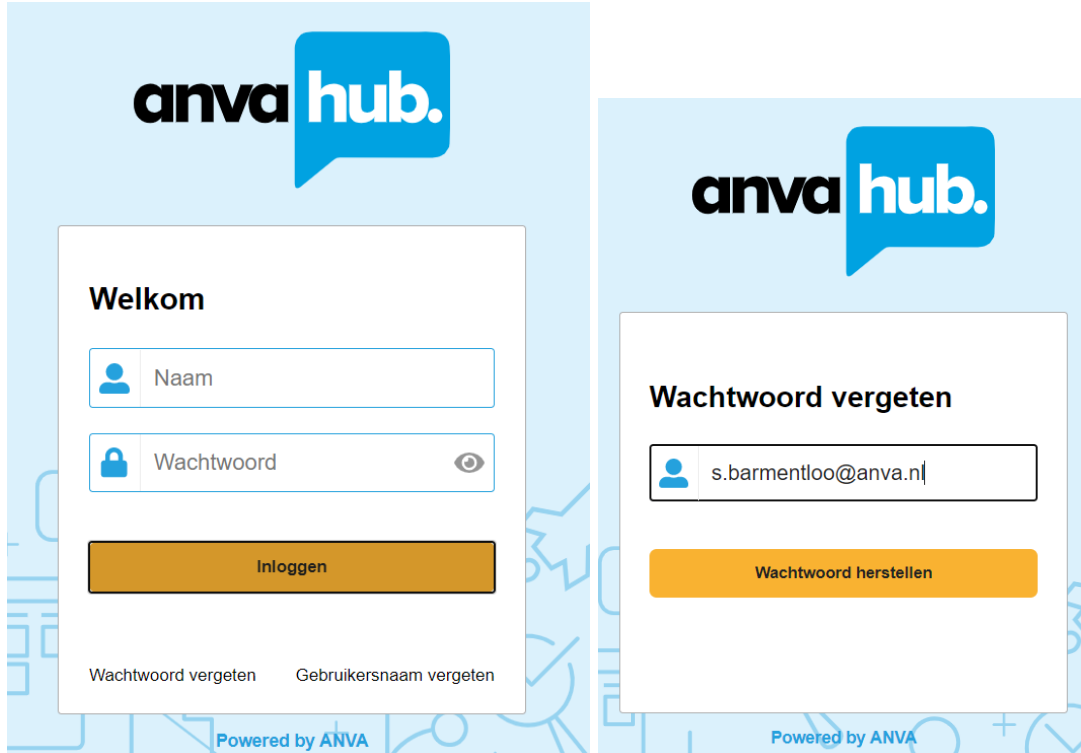 anva hub.
Welkom
Naam
Wachtwoord
Inloggen
Wachtwoord vergeten
Gebruikersnaam vergeten
Powered by ANVA
anva hub.
Wachtwoord vergeten
s.barmentloo@anva.nl
Wachtwoord herstellen
Powered by ANVA